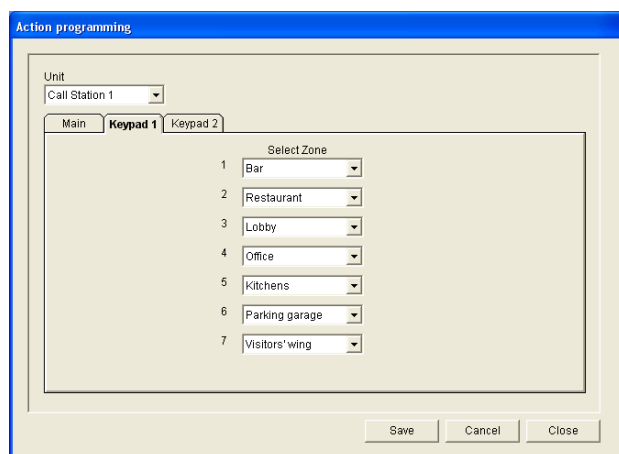 Action programming
Unit
Call Station 1
Main Keypad 1 Keypad 2
Select Zone
1 Bar
2 Restaurant
3 Lobby
4 Office
5 Kitchens
6 Parking garage
7 Visitors' wing
Save Cancel Close